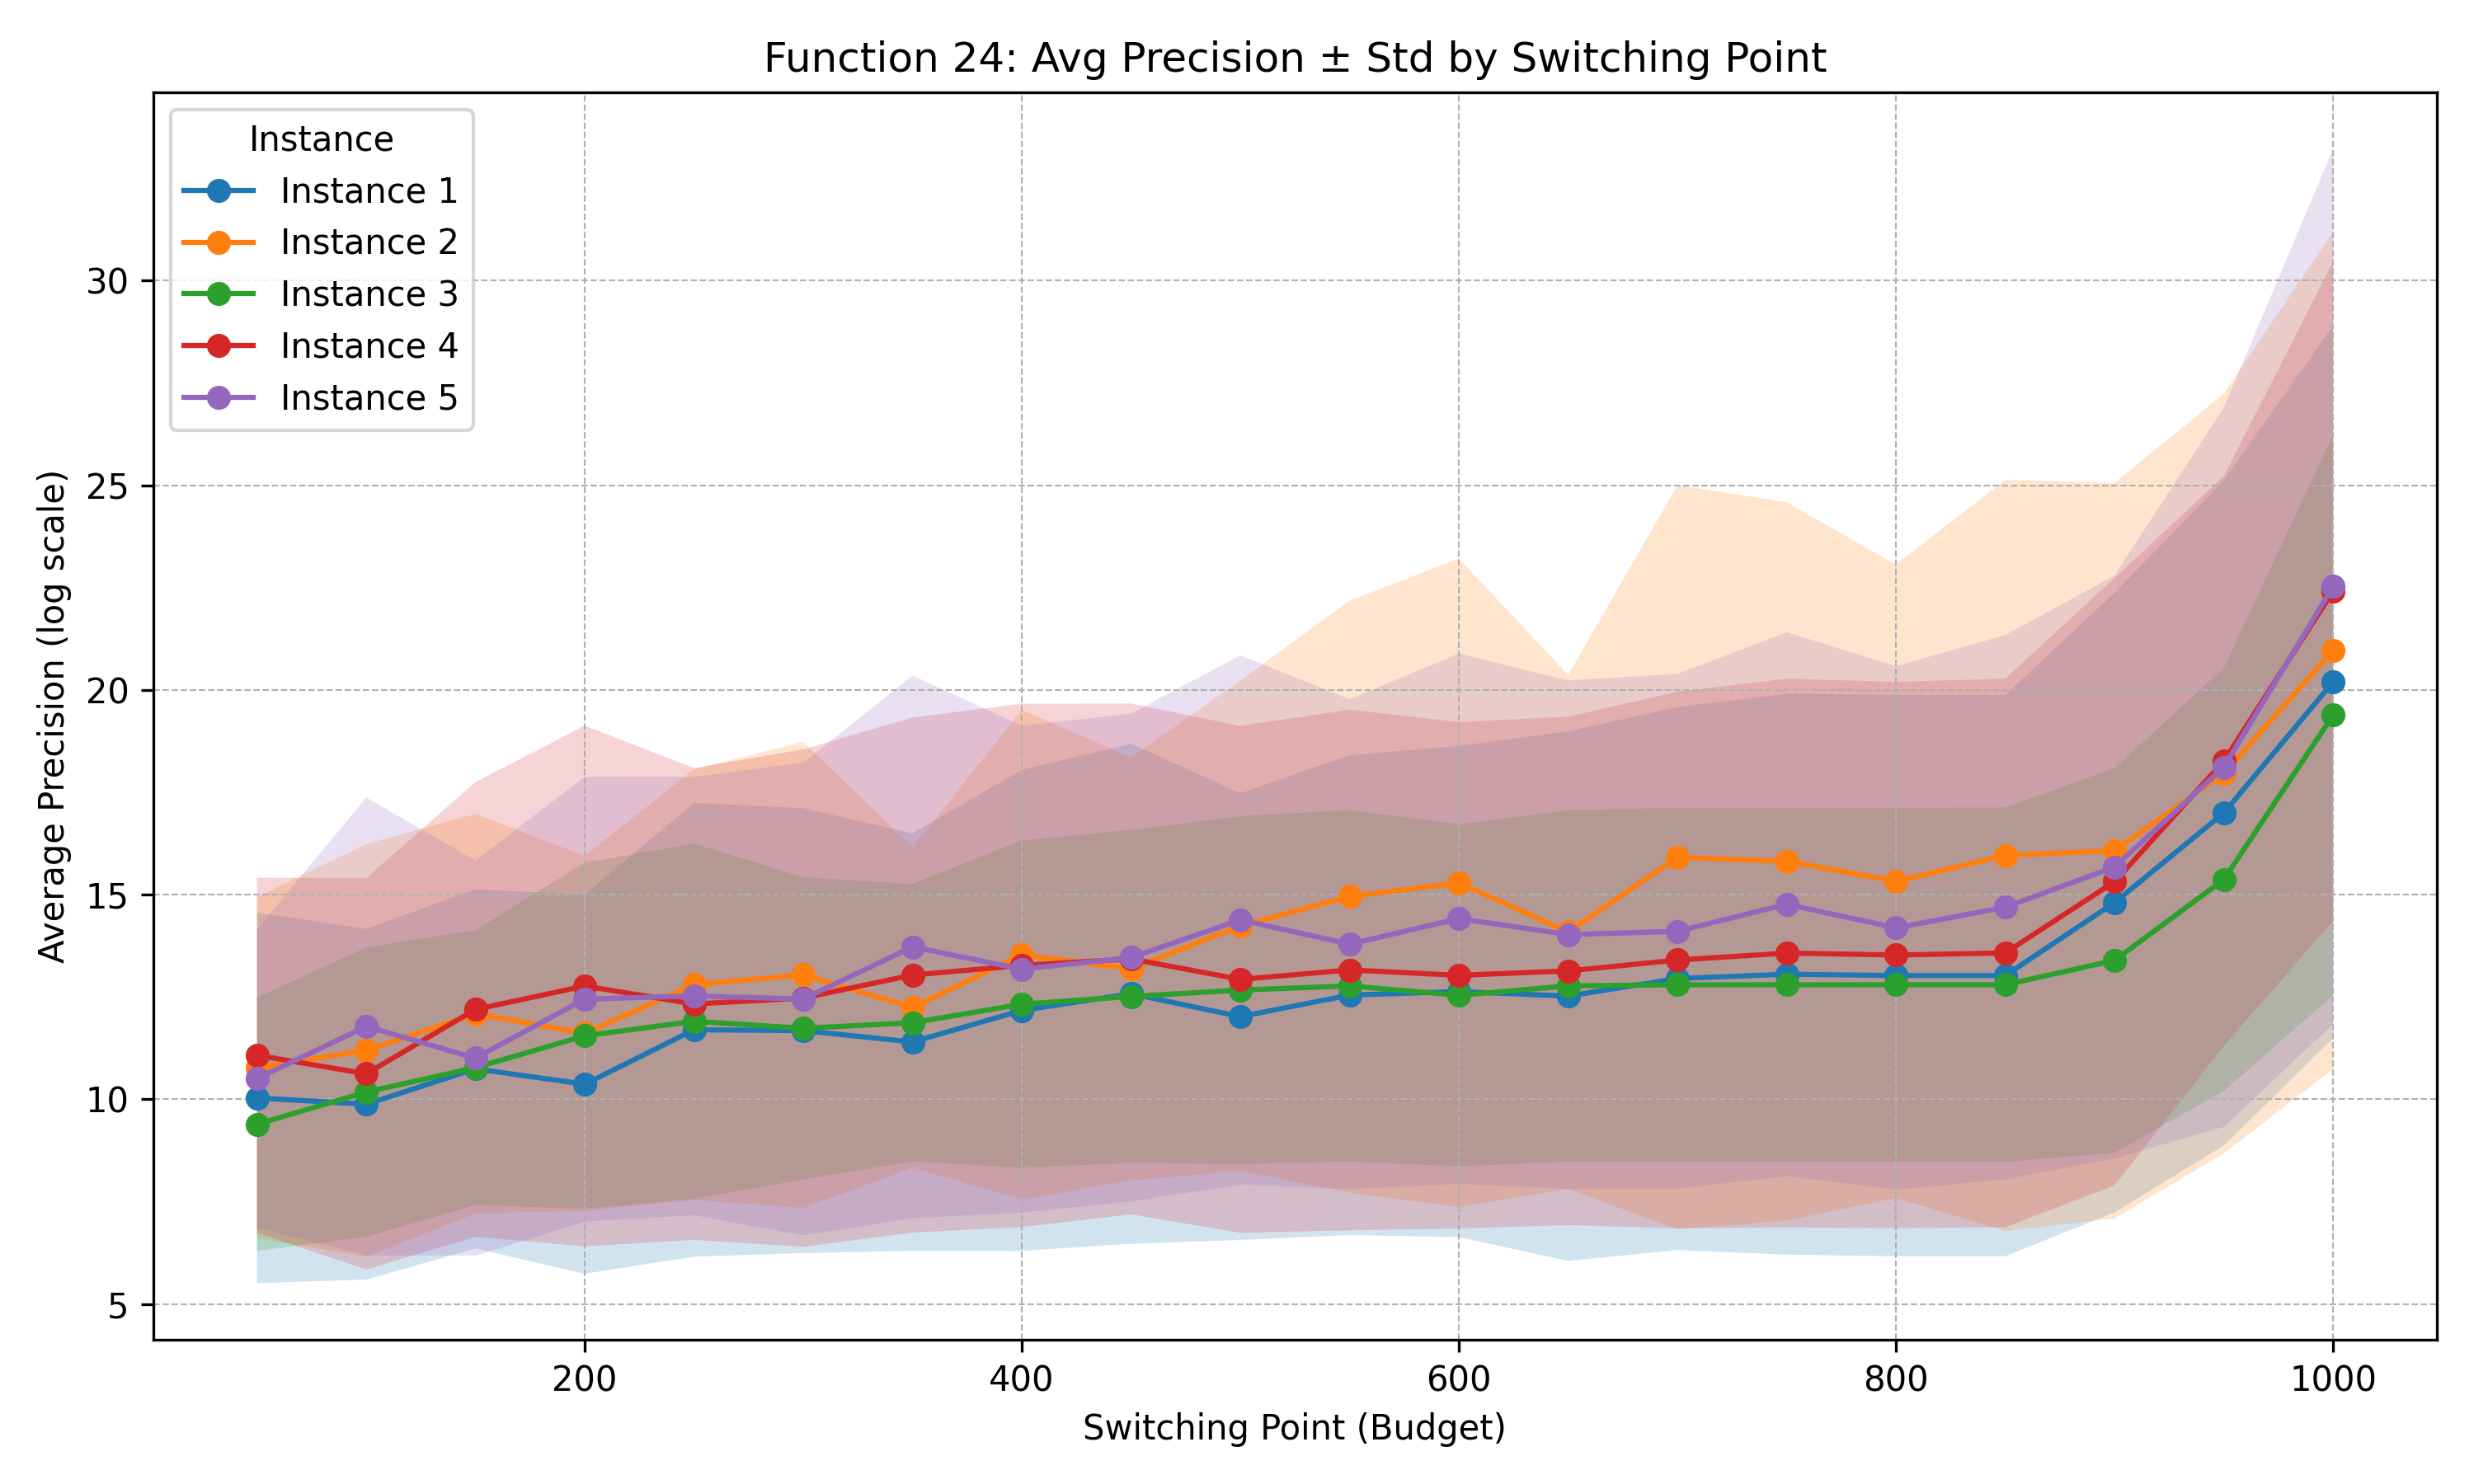 Function 24: Avg Precision ± Std by Switching Point
Instance
Instance 1
Instance 2
Instance 3
Instance 4
Instance 5
Average Precision (log scale)
30
25
20
15
10
5
200
400
600
800
1000
Switching Point (Budget)